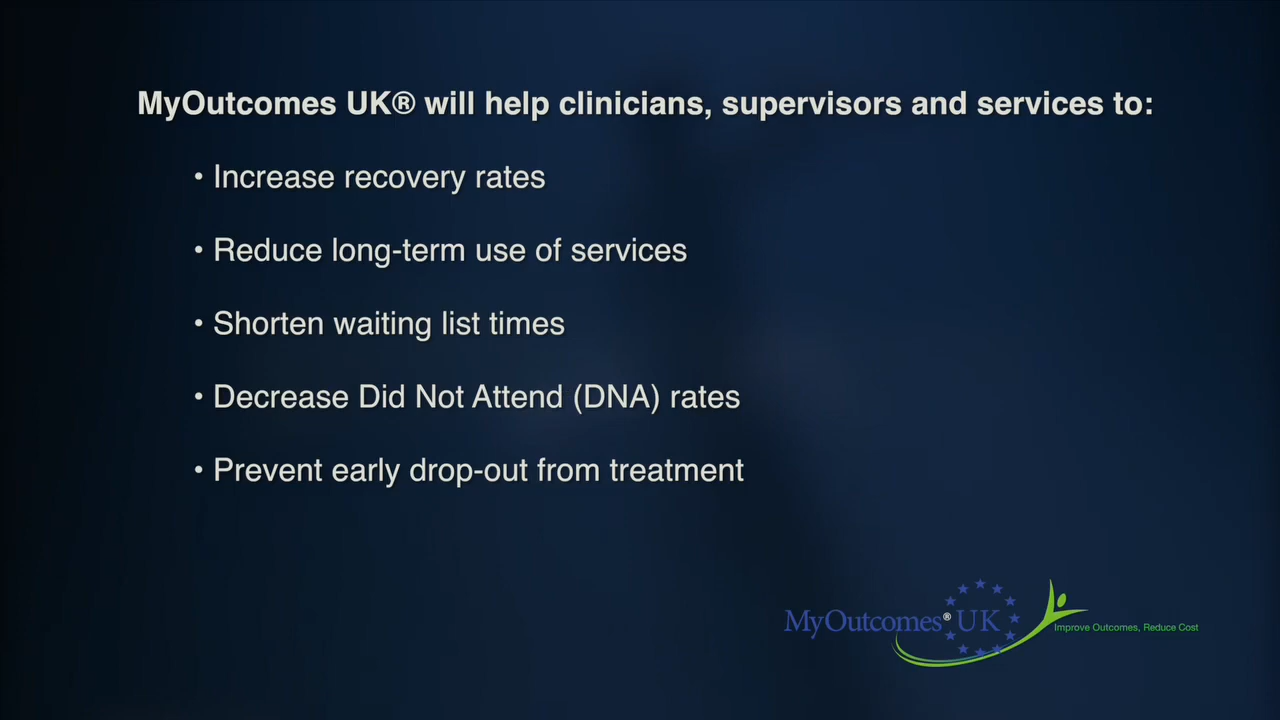 MyOutcomes UK® will help clinicians, supervisors and services to:
• Increase recovery rates
• Reduce long-term use of services
• Shorten waiting list times
• Decrease Did Not Attend (DNA) rates
• Prevent early drop-out from treatment
MyOutcomes® UK
Improve Outcomes, Reduce Cost